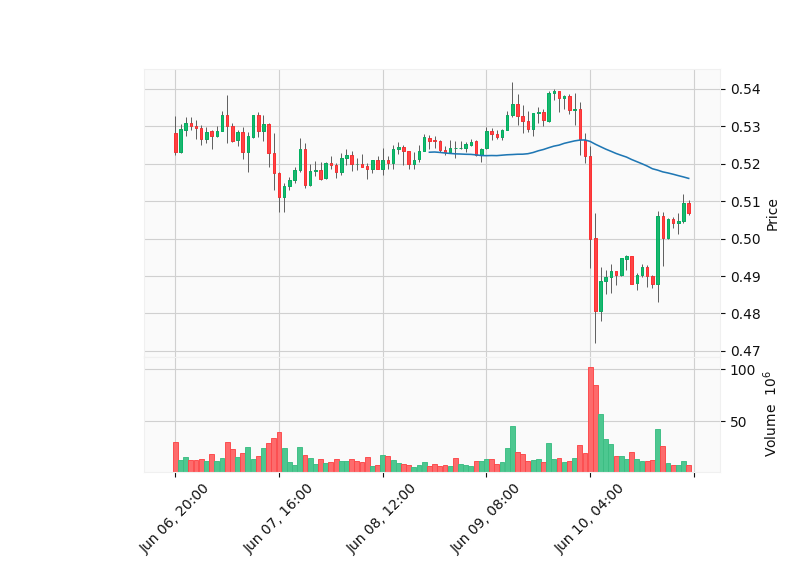 0.54
0.53
0.52
0.51
0.50
0.49
0.48
0.47
Price
100
50
Volume 10^6
Jun 06, 20:00
Jun 07, 16:00
Jun 08, 12:00
Jun 09, 08:00
Jun 10, 04:00